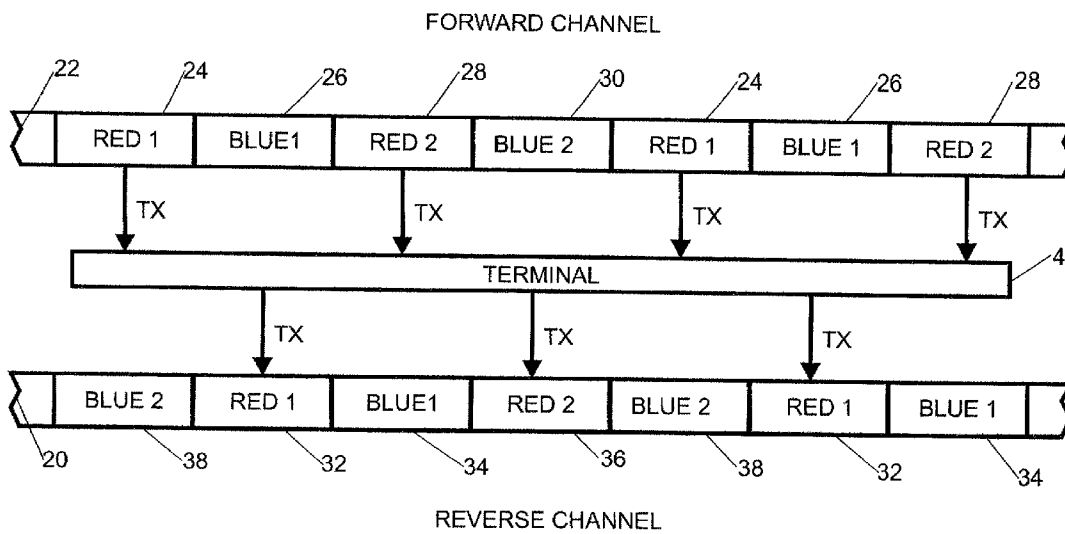 FORWARD CHANNEL
22 24 26 28 30 24 26 28
RED 1 BLUE1 RED 2 BLUE 2 RED 1 BLUE 1 RED 2
TX TX TX TX
TERMINAL 4
TX TX TX
BLUE 2 RED 1 BLUE1 RED 2 BLUE 2 RED 1 BLUE 1
20 38 32 34 36 38 32 34
REVERSE CHANNEL